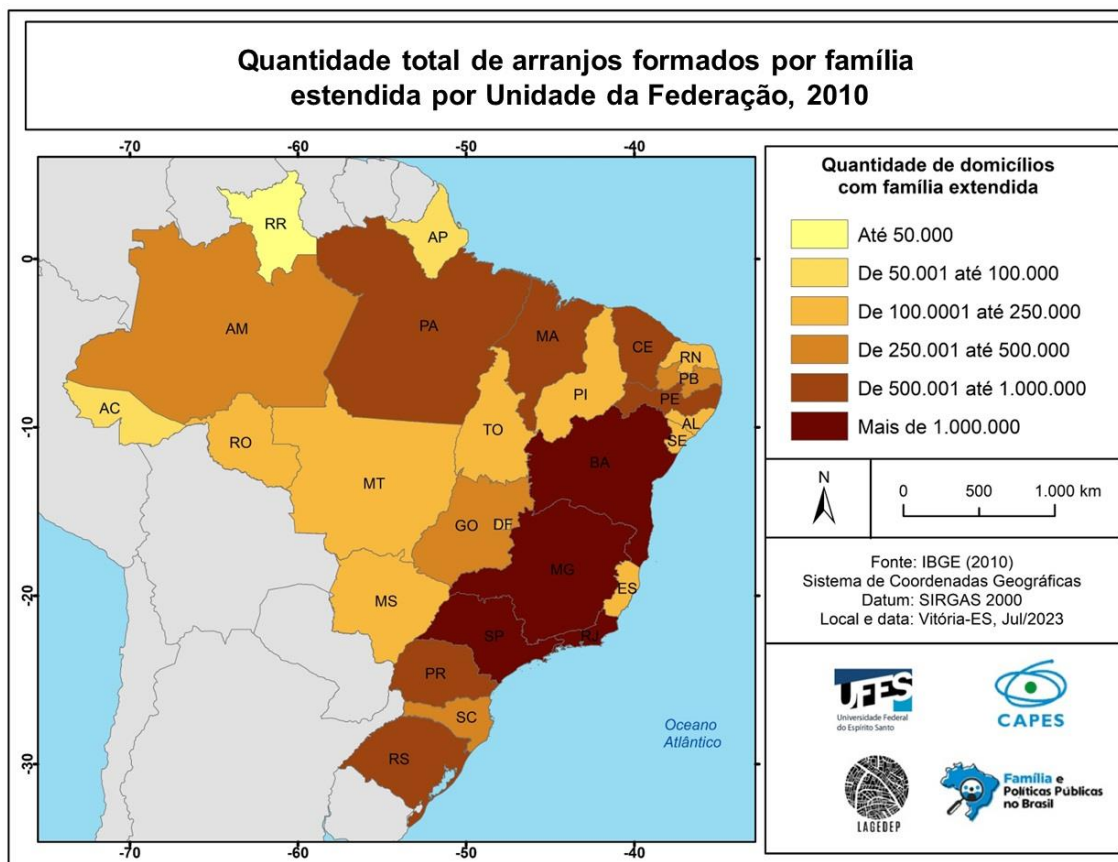 Quantidade total de arranjos formados por família
estendida por Unidade da Federação, 2010
-70
-60
-50
-40
0
-10
-20
-30
RR
AP
AM
PA
MA
CE
RN
PB
PE
PI
AL
SE
AC
RO
TO
BA
MT
GO
DF
MG
ES
MS
SP
RJ
PR
SC
RS
Oceano
Atlântico
-70
-60
-50
-40
Quantidade de domicílios
com família extendida
Até 50.000
De 50.001 até 100.000
De 100.0001 até 250.000
De 250.001 até 500.000
De 500.001 até 1.000.000
Mais de 1.000.000
N
0 500 1.000 km
Fonte: IBGE (2010)
Sistema de Coordenadas Geográficas
Datum: SIRGAS 2000
Local e data: Vitória-ES, Jul/2023
UFES
Universidade Federal
do Espírito Santo
CAPES
LAGEDEP
Família e
Políticas Públicas
no Brasil